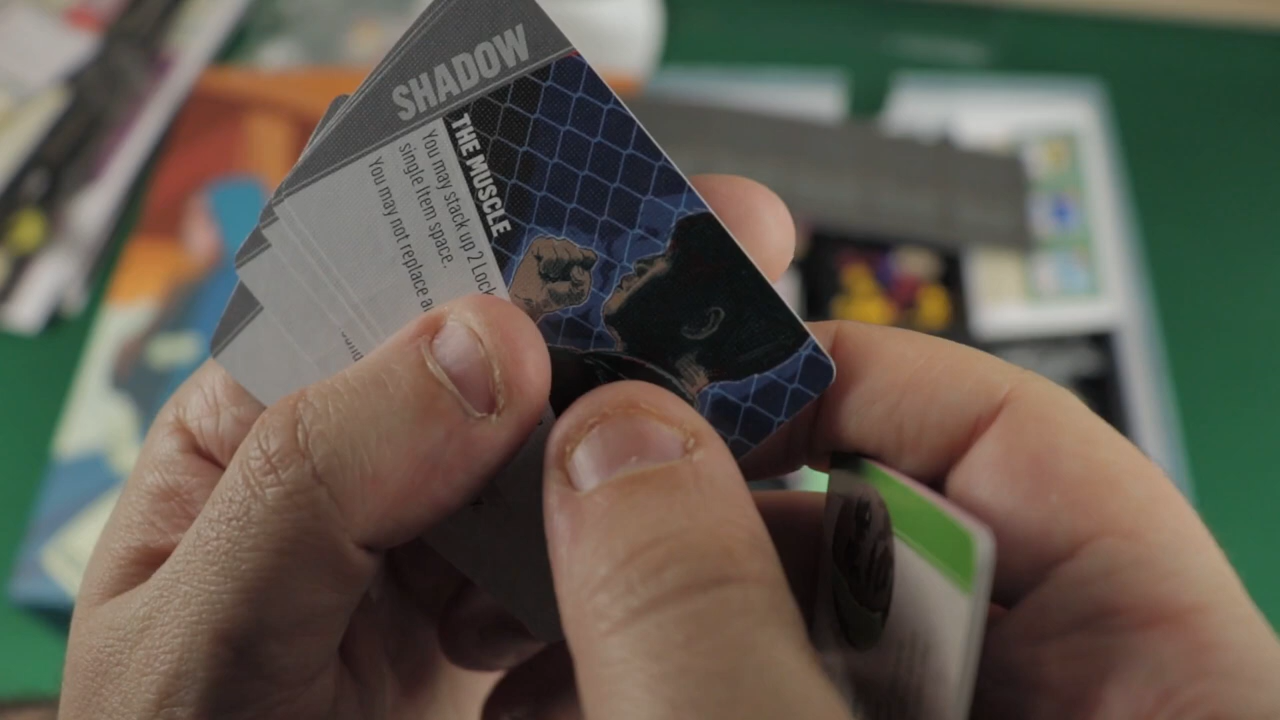 SHADOW
THE MUSCLE
You may stack up 2 Lock
single Item space.
You may not replace